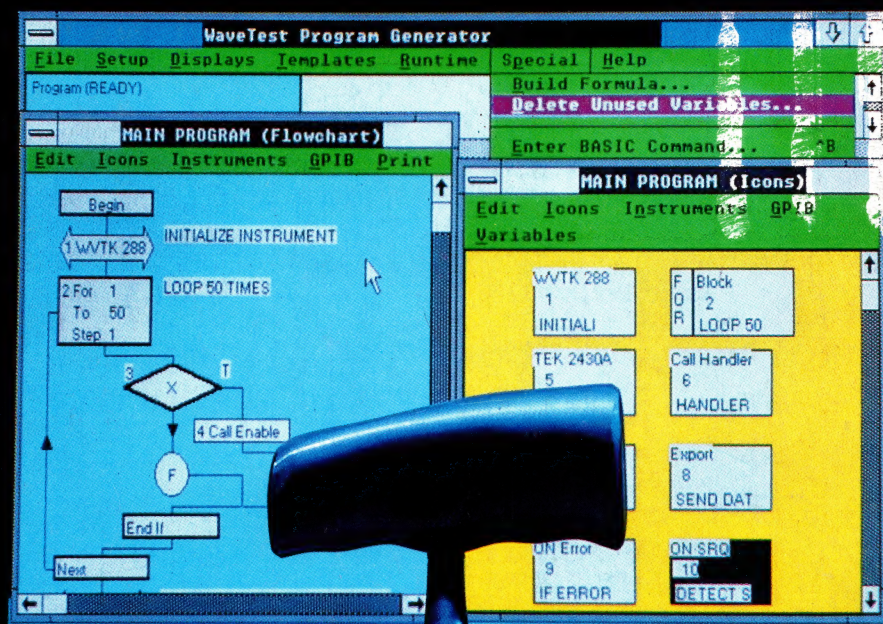 WaveTest Program Generator
File Setup Displays Templates Runtime Special Help
Program (READY)
Build Formula...
Delete Unused Variables...
Enter BASIC Command... ^B
MAIN PROGRAM (Flowchart)
Edit Icons Instruments GPIB Print
Begin
1 WVTK 288
INITIALIZE INSTRUMENT
2 For 1
To 50
Step 1
LOOP 50 TIMES
3
T
X
4 Call Enable
F
End If
Next
MAIN PROGRAM (Icons)
Edit Icons Instruments GPIB
Variables
WVTK 288
1
INITIALI
FOR
Block
2
LOOP 50
TEK 2430A
5
Call Handler
6
HANDLER
Export
8
SEND DAT
ON Error
9
IF ERROR
ON SRQ
10
DETECT S